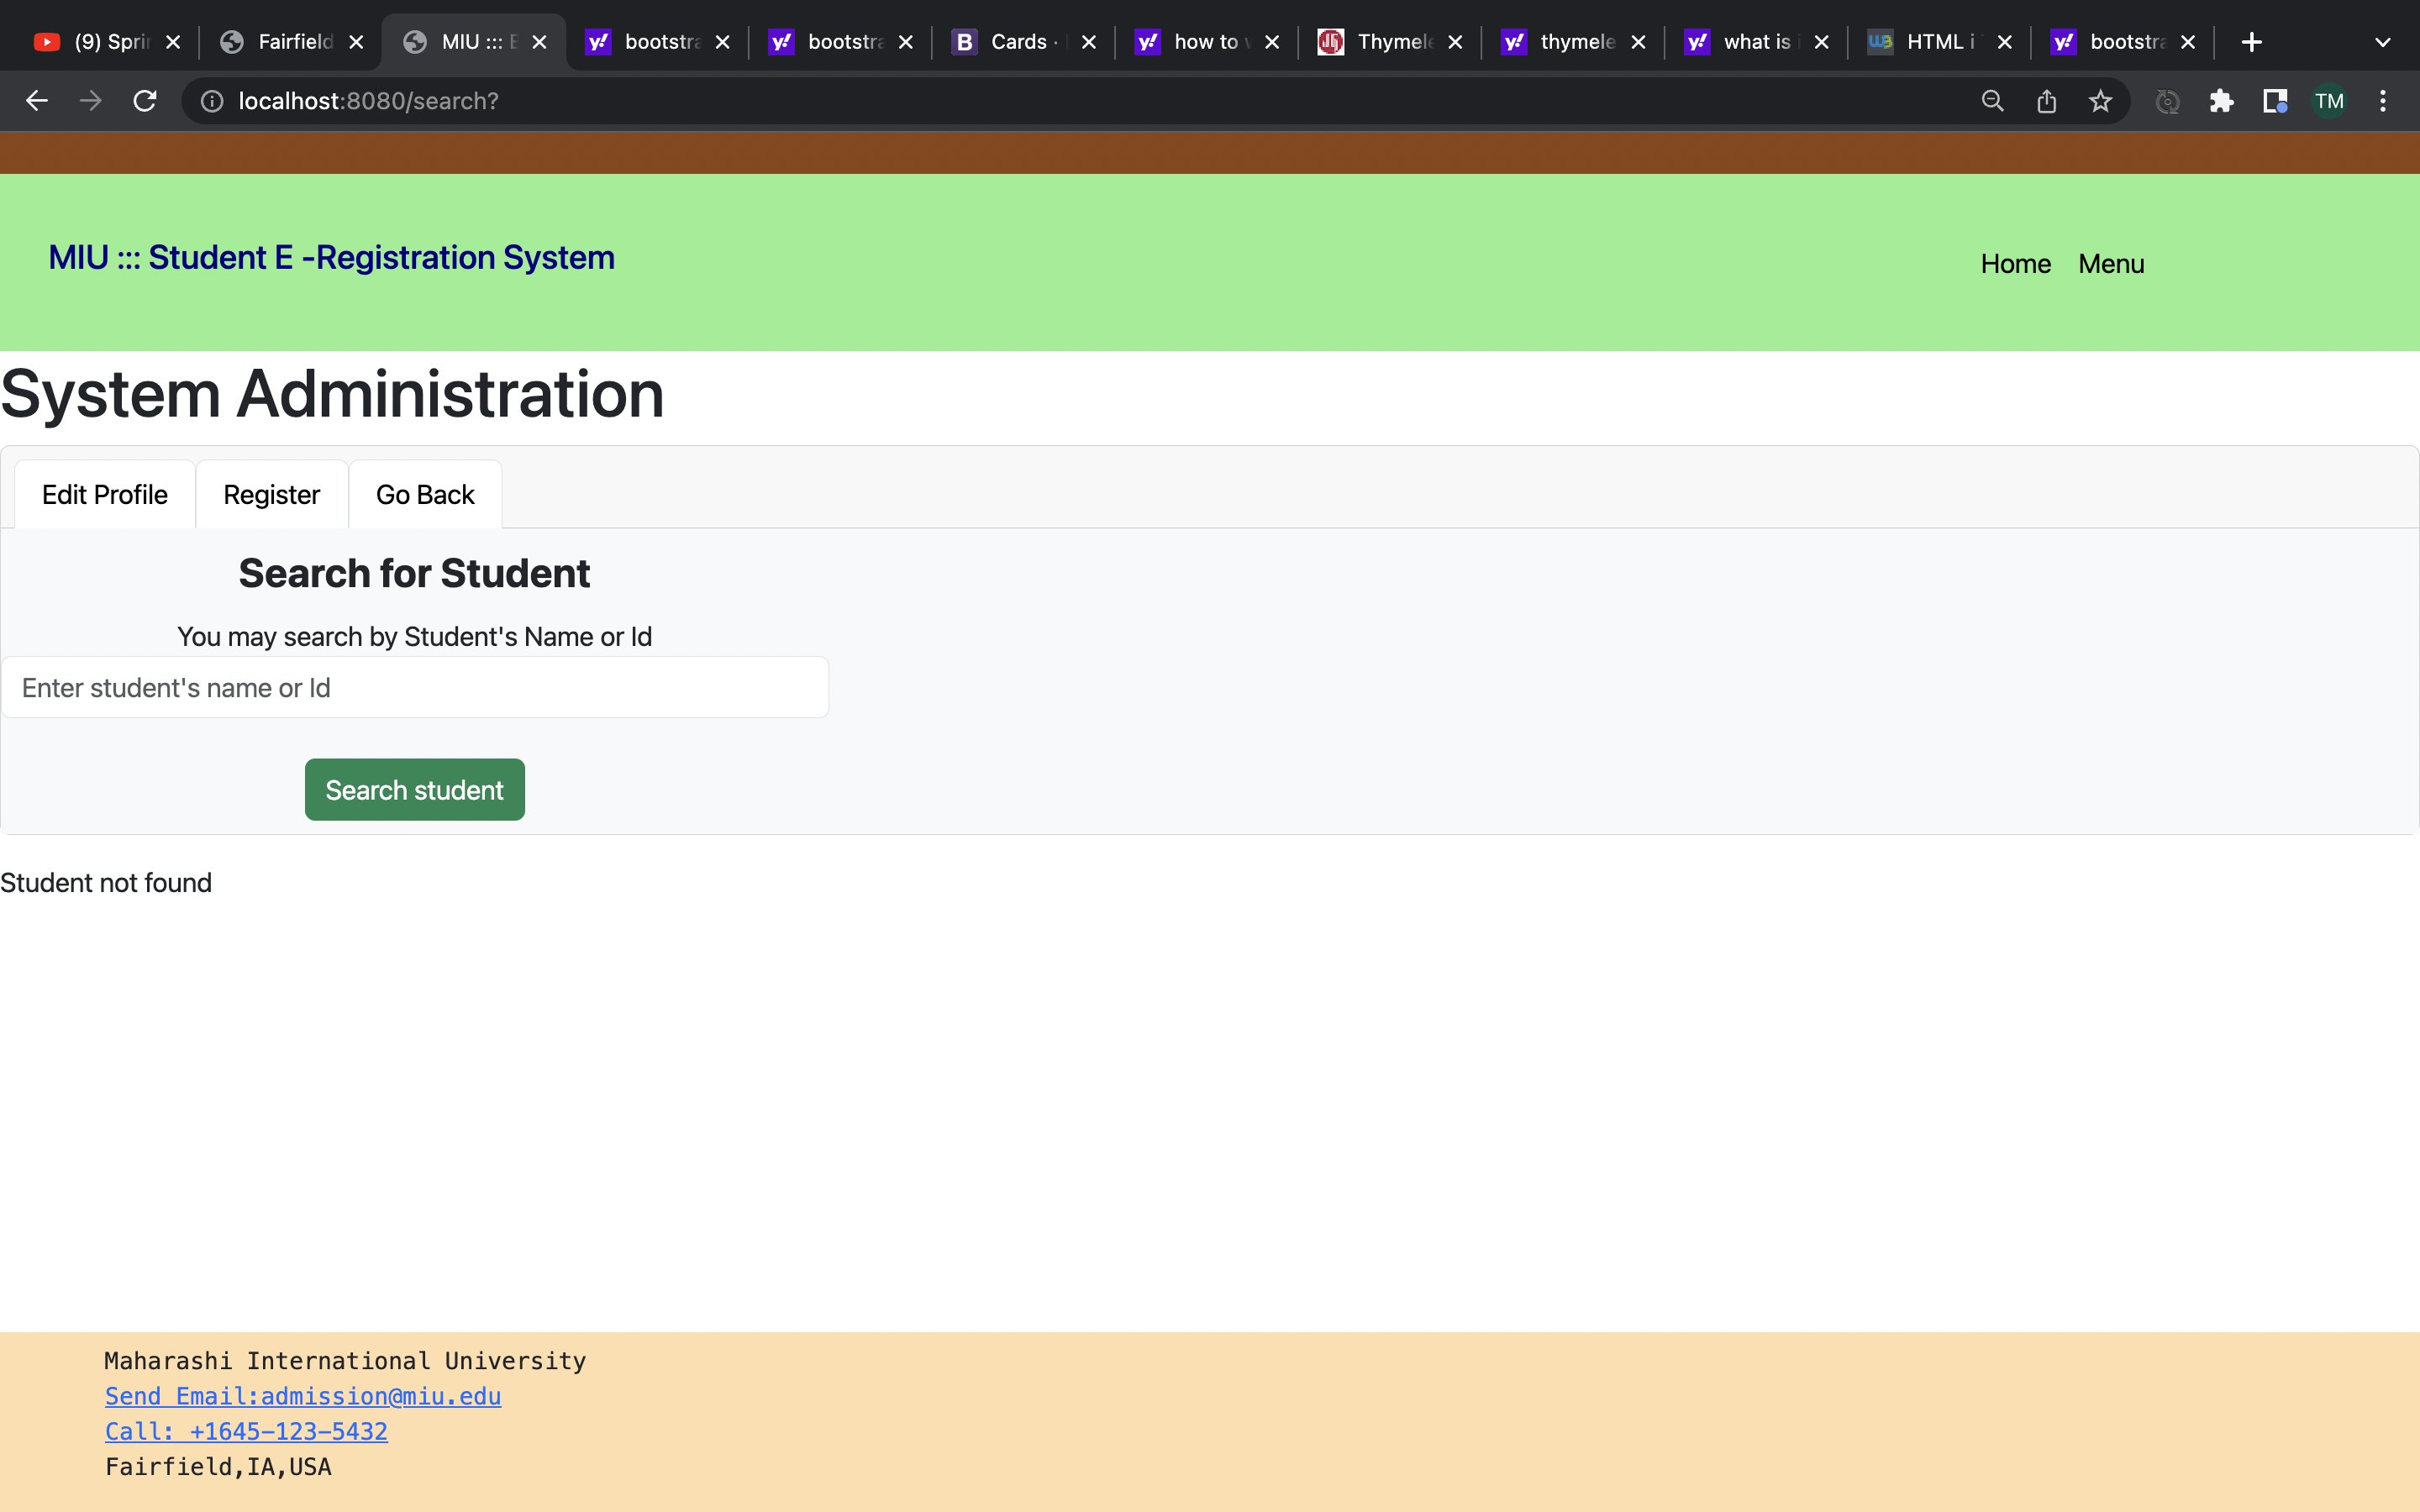 (9) Sprin
Fairfield
MIU ::: E
bootstra
bootstra
Cards ·
how to
Thymele
thymele
what is
HTML i
bootstra
localhost:8080/search?
TM
MIU ::: Student E -Registration System
Home Menu
System Administration
Edit Profile Register Go Back
Search for Student
You may search by Student's Name or Id
Enter student's name or Id
Search student
Student not found
Maharashi International University
Send Email:admission@miu.edu
Call: +1645-123-5432
Fairfield,IA,USA